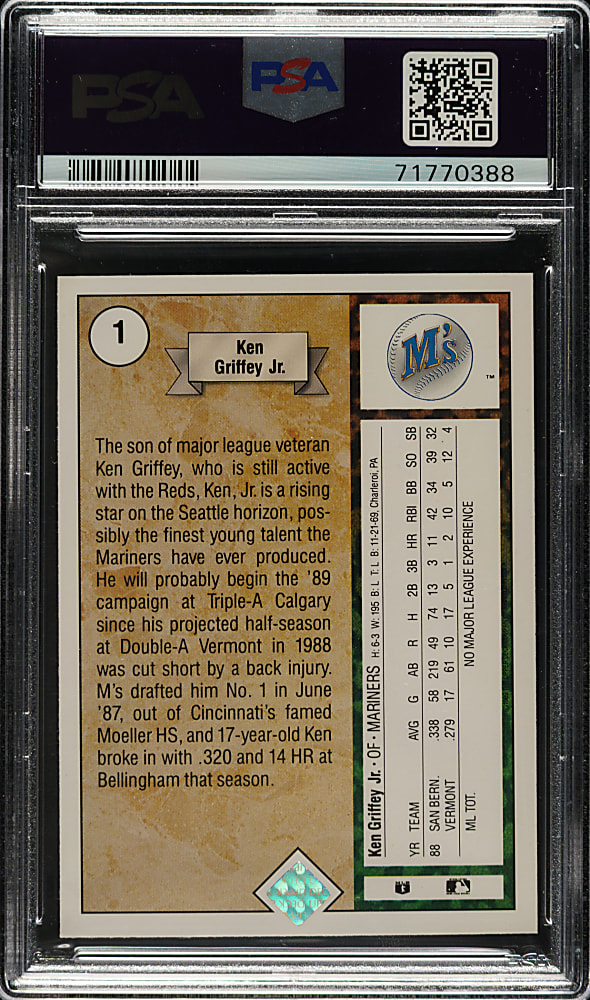 PSA
PSA
71770388
1
Ken
Griffey Jr.
M's
TM
The son of major league veteran
Ken Griffey, who is still active
with the Reds, Ken, Jr. is a rising
star on the Seattle horizon, pos-
sibly the finest young talent the
Mariners have ever produced.
He will probably begin the '89
campaign at Triple-A Calgary
since his projected half-season
at Double-A Vermont in 1988
was cut short by a back injury.
M's drafted him No. 1 in June
'87, out of Cincinnati's famed
Moeller HS, and 17-year-old Ken
broke in with .320 and 14 HR at
Bellingham that season.
Ken Griffey Jr. • OF • MARINERS H: 6-3 W: 195 B: L T: L B: 11-21-69, Charleroi, PA
YR TEAM AVG G AB R H 2B 3B HR RBI BB SO SB
88 SAN BERN. .338 58 219 49 74 13 3 11 42 34 39 32
VERMONT .279 17 61 10 17 5 1 2 10 5 12 4
ML TOT. NO MAJOR LEAGUE EXPERIENCE